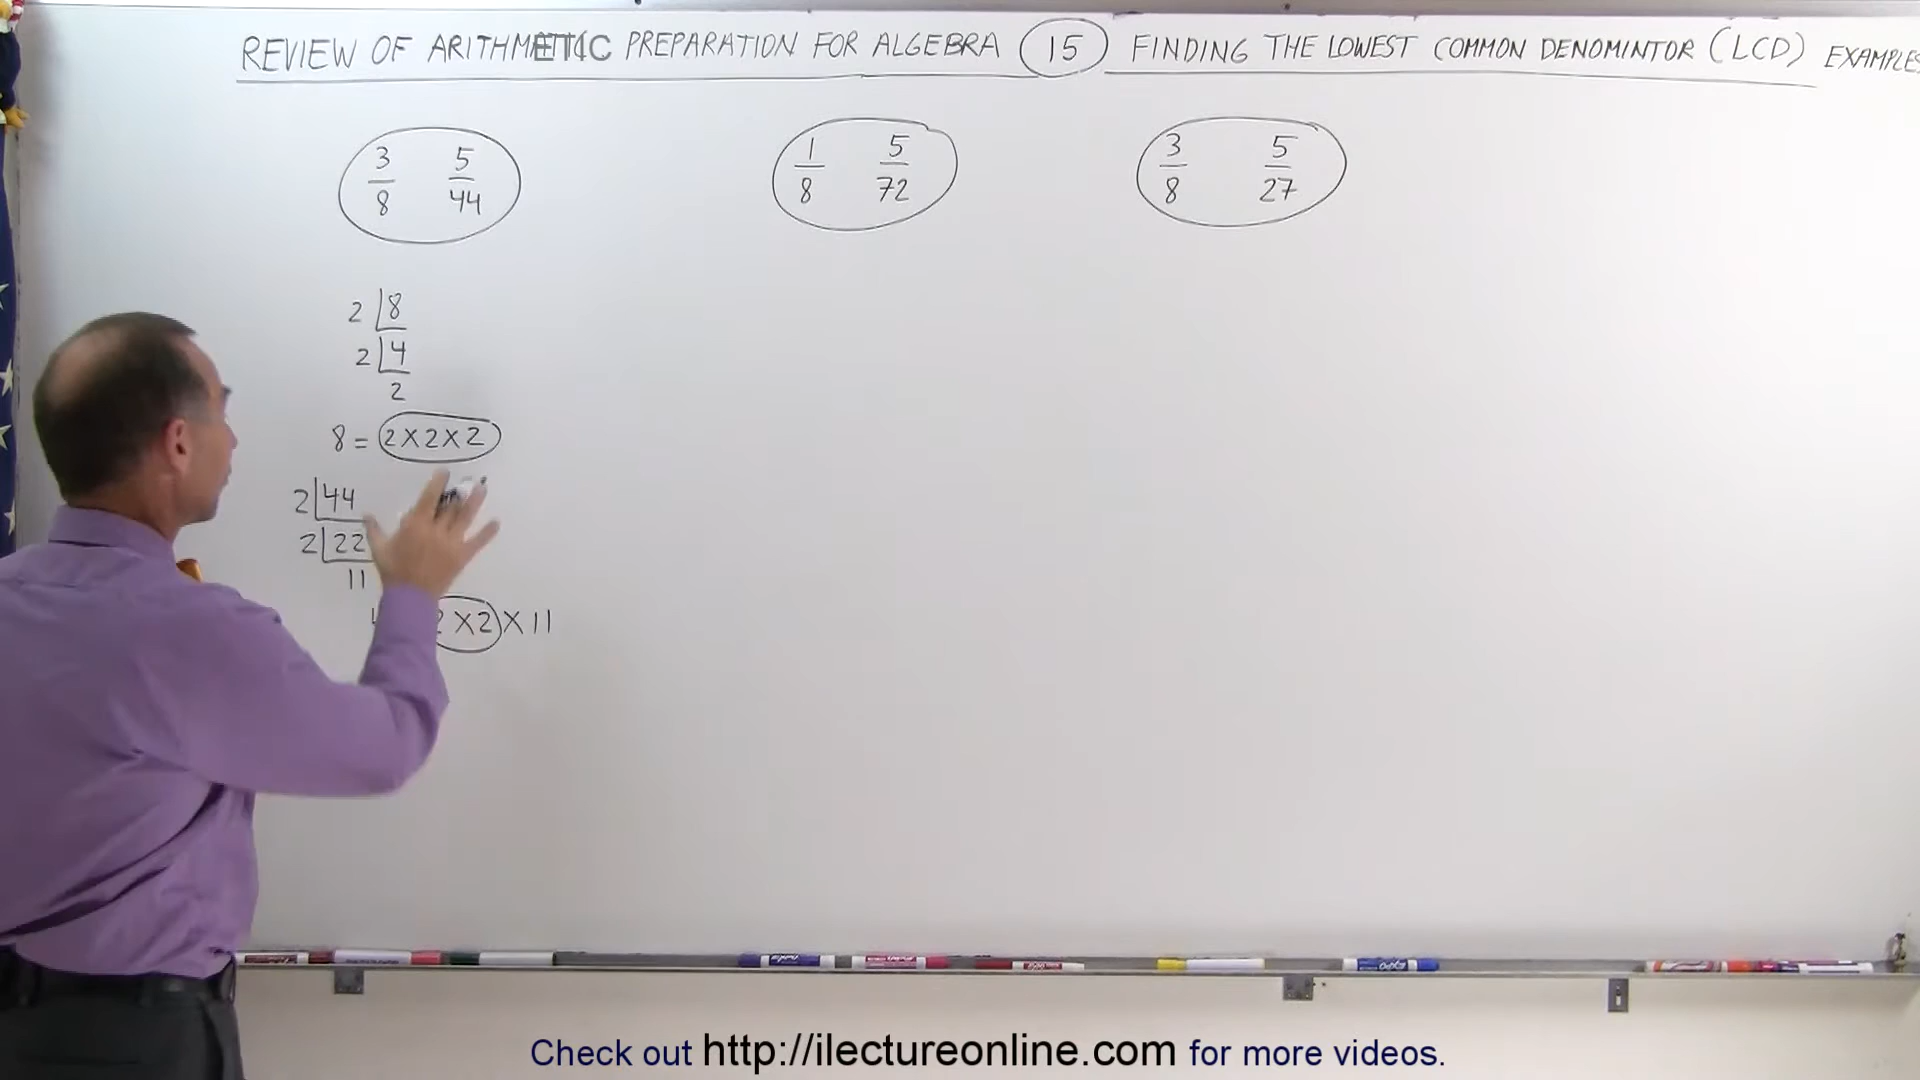 REVIEW OF ARITHMETIC PREPARATION FOR ALGEBRA 15 FINDING THE LOWEST COMMON DENOMINTOR (LCD) EXAMPLES
3/8 5/44
1/8 5/72
3/8 5/27
2 |8
2 |4
2
8 = 2 X 2 X 2
2 |44
2 |22
11
2 X 2 X 11
Check out http://ilectureonline.com for more videos.